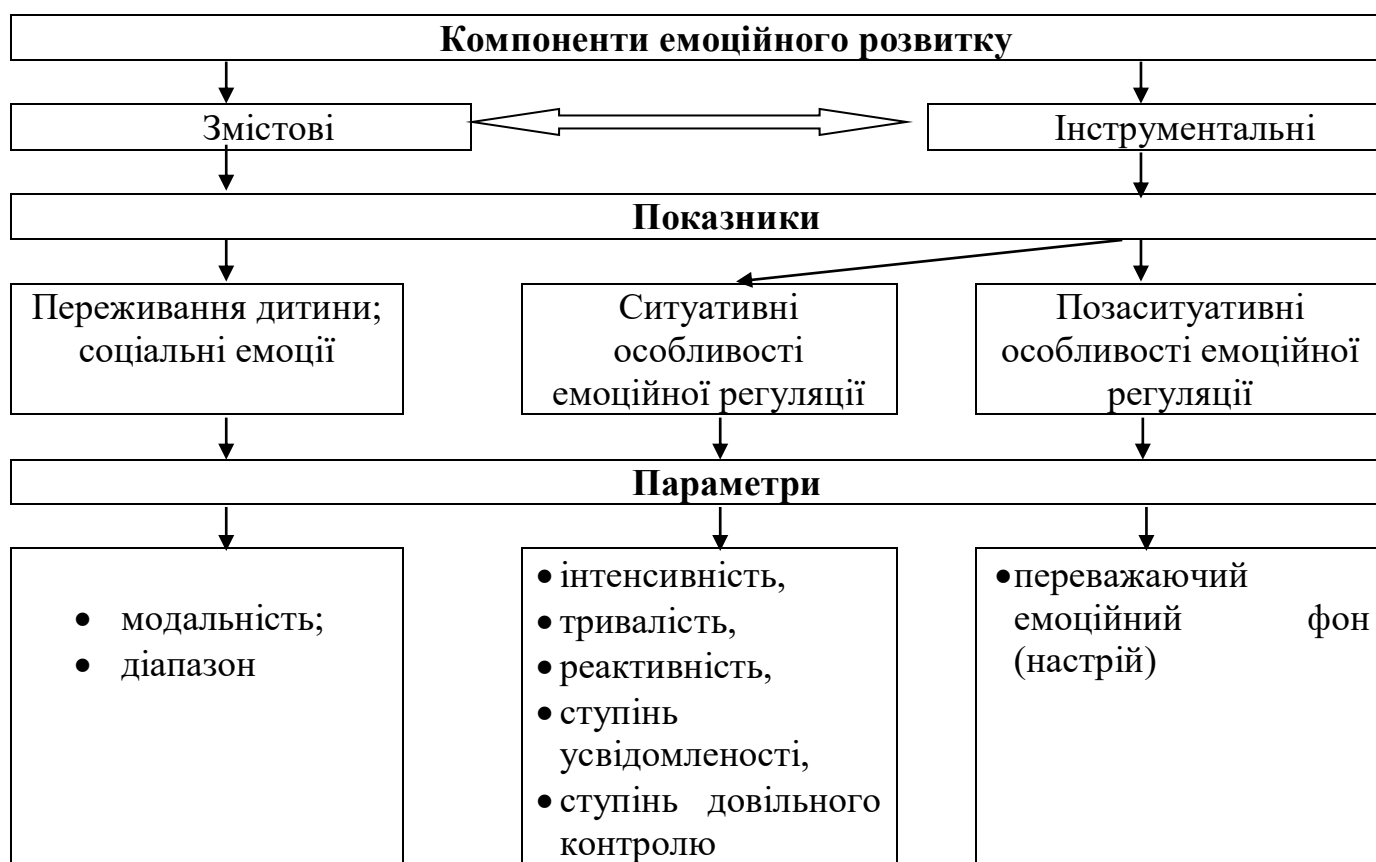 Компоненти емоційного розвитку
Змістові
Інструментальні
Показники
Переживання дитини;
соціальні емоції
Ситуативні
особливості
емоційної регуляції
Позаситуативні
особливості емоційної
регуляції
Параметри
• модальність;
• діапазон
• інтенсивність,
• тривалість,
• реактивність,
• ступінь
усвідомленості,
• ступінь довільного
контролю
• переважаючий
емоційний фон
(настрій)